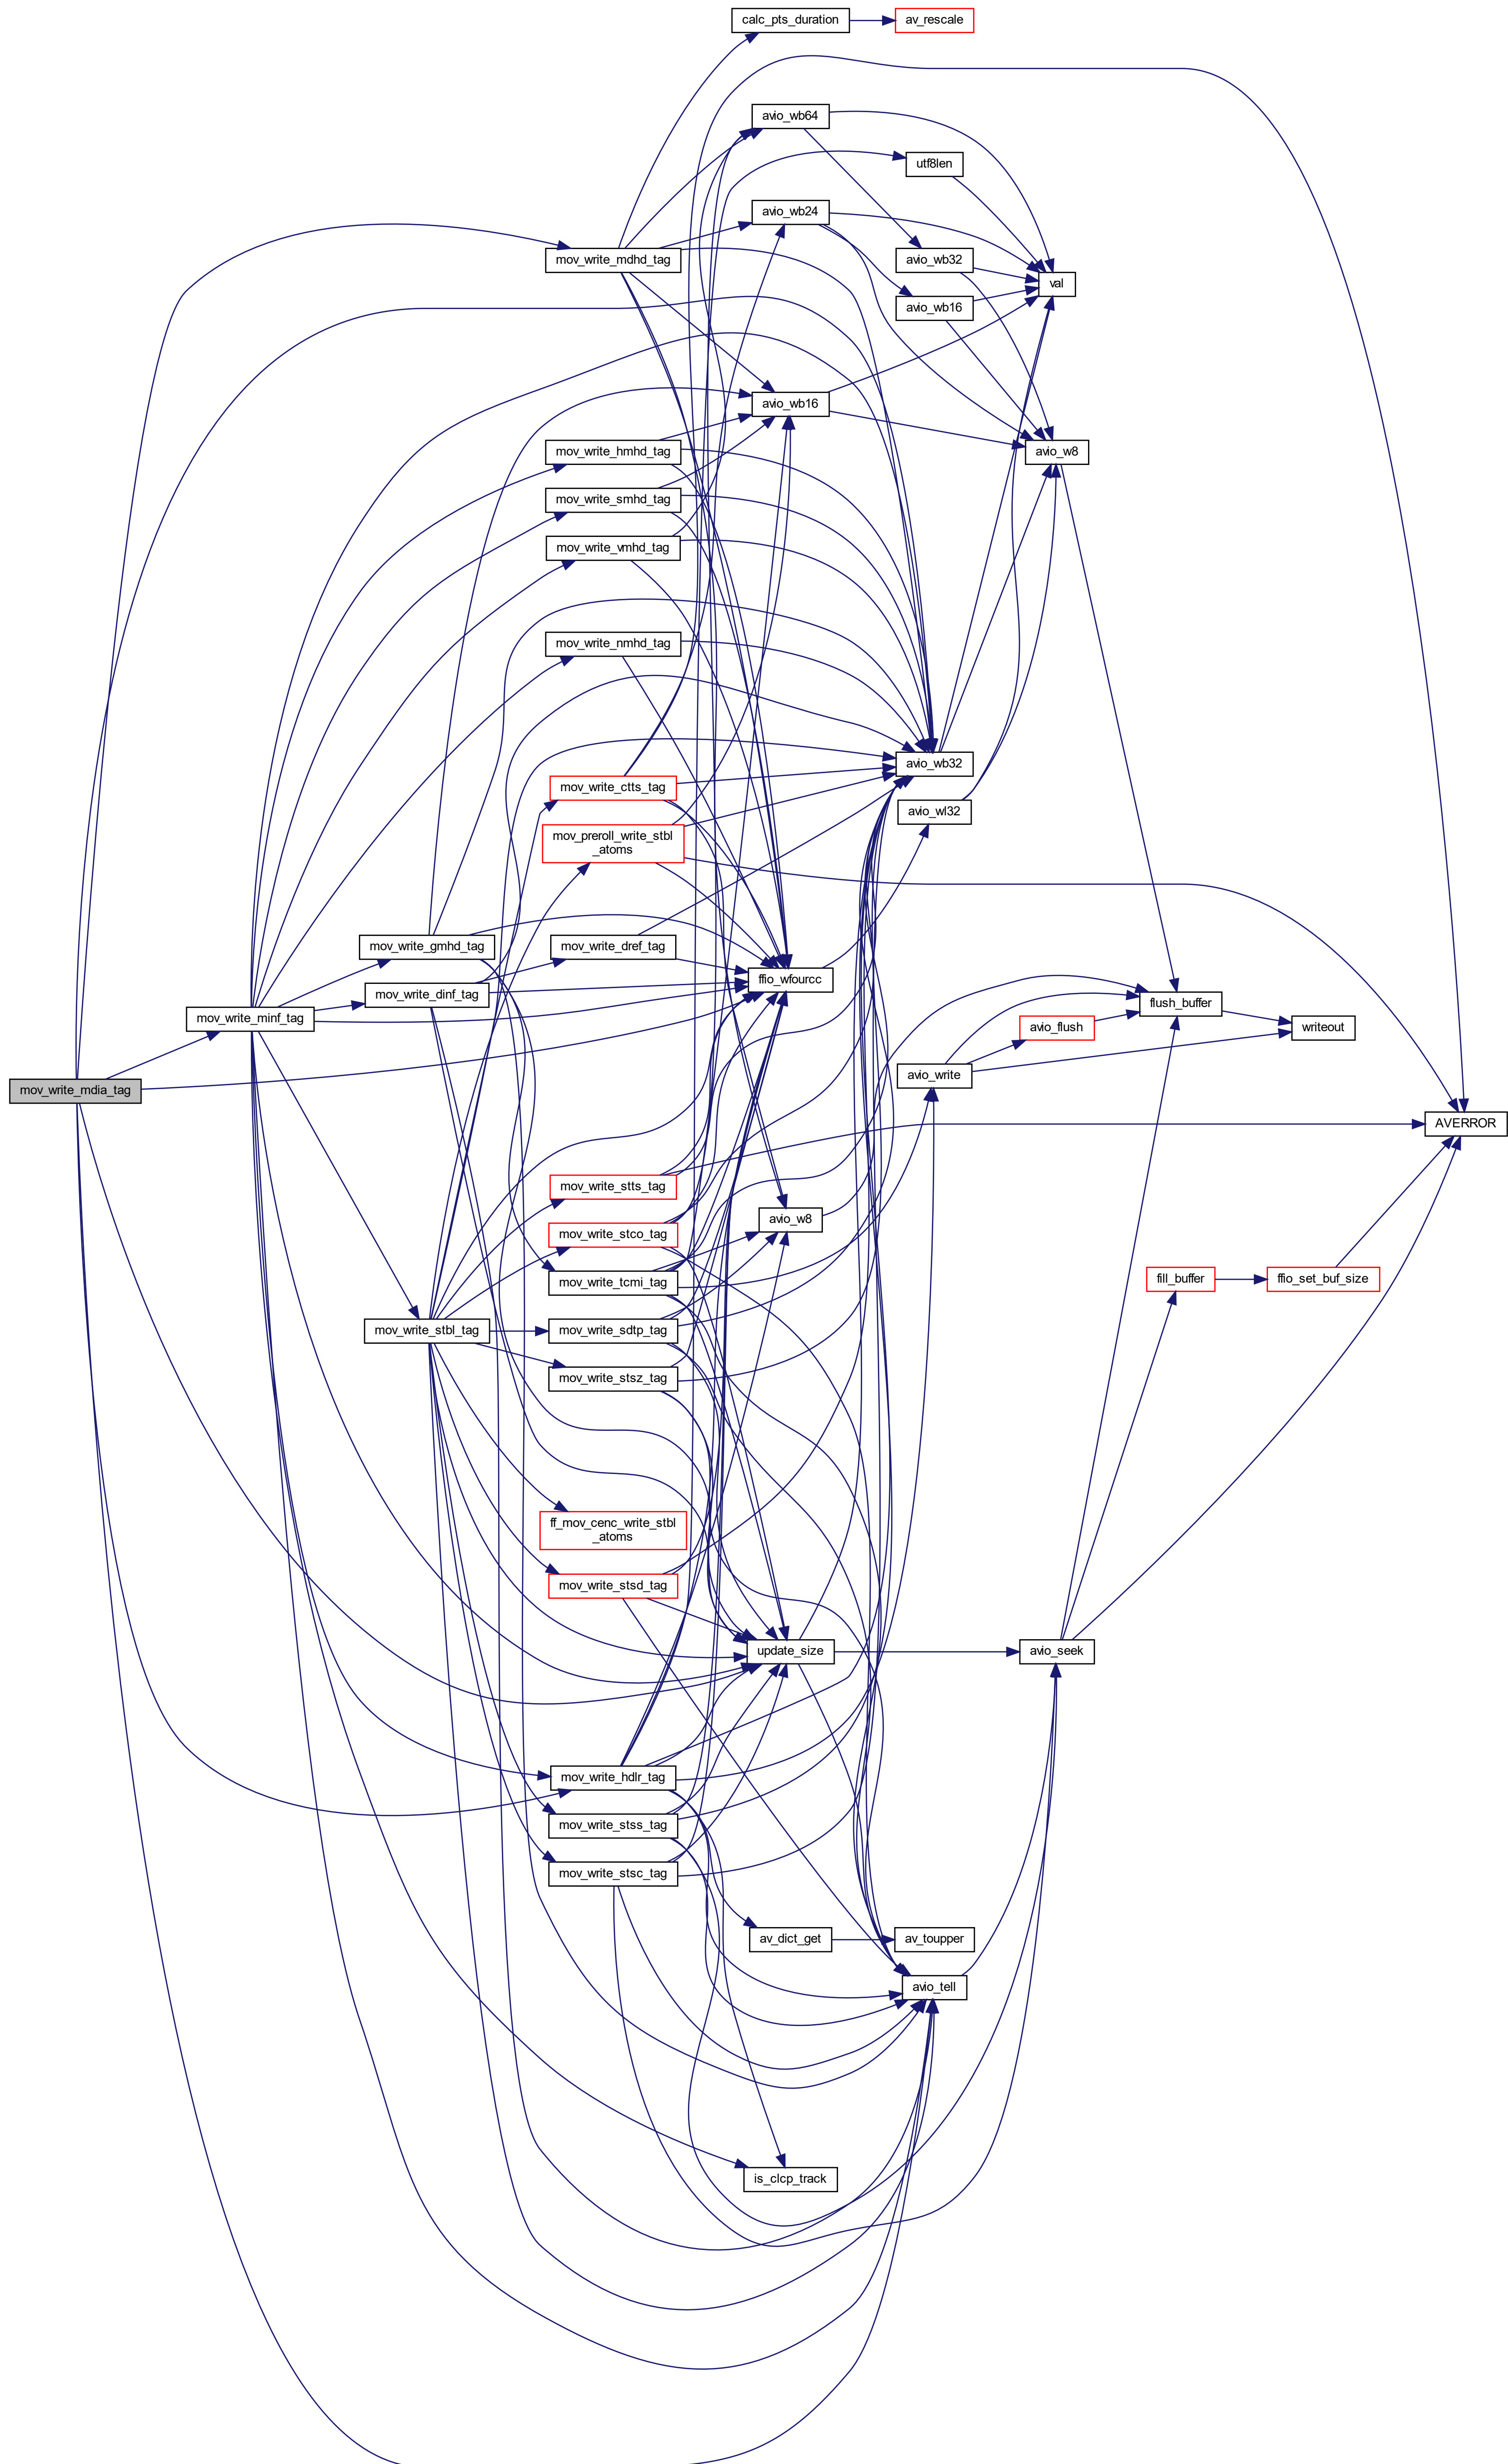 calc_pts_duration
av_rescale
avio_wb64
utf8len
avio_wb24
mov_write_mdhd_tag
avio_wb32
val
avio_wb16
avio_wb16
mov_write_hmhd_tag
avio_w8
mov_write_smhd_tag
mov_write_vmhd_tag
mov_write_nmhd_tag
avio_wb32
mov_write_ctts_tag
avio_wl32
mov_preroll_write_stbl
_atoms
mov_write_gmhd_tag
mov_write_dref_tag
ffio_wfourcc
mov_write_dinf_tag
flush_buffer
mov_write_minf_tag
avio_flush
writeout
avio_write
mov_write_mdia_tag
AVERROR
mov_write_stts_tag
avio_w8
mov_write_stco_tag
mov_write_tcmi_tag
fill_buffer
ffio_set_buf_size
mov_write_stbl_tag
mov_write_sdtp_tag
mov_write_stsz_tag
ff_mov_cenc_write_stbl
_atoms
mov_write_stsd_tag
update_size
avio_seek
mov_write_hdlr_tag
mov_write_stss_tag
mov_write_stsc_tag
av_dict_get
av_toupper
avio_tell
is_clcp_track